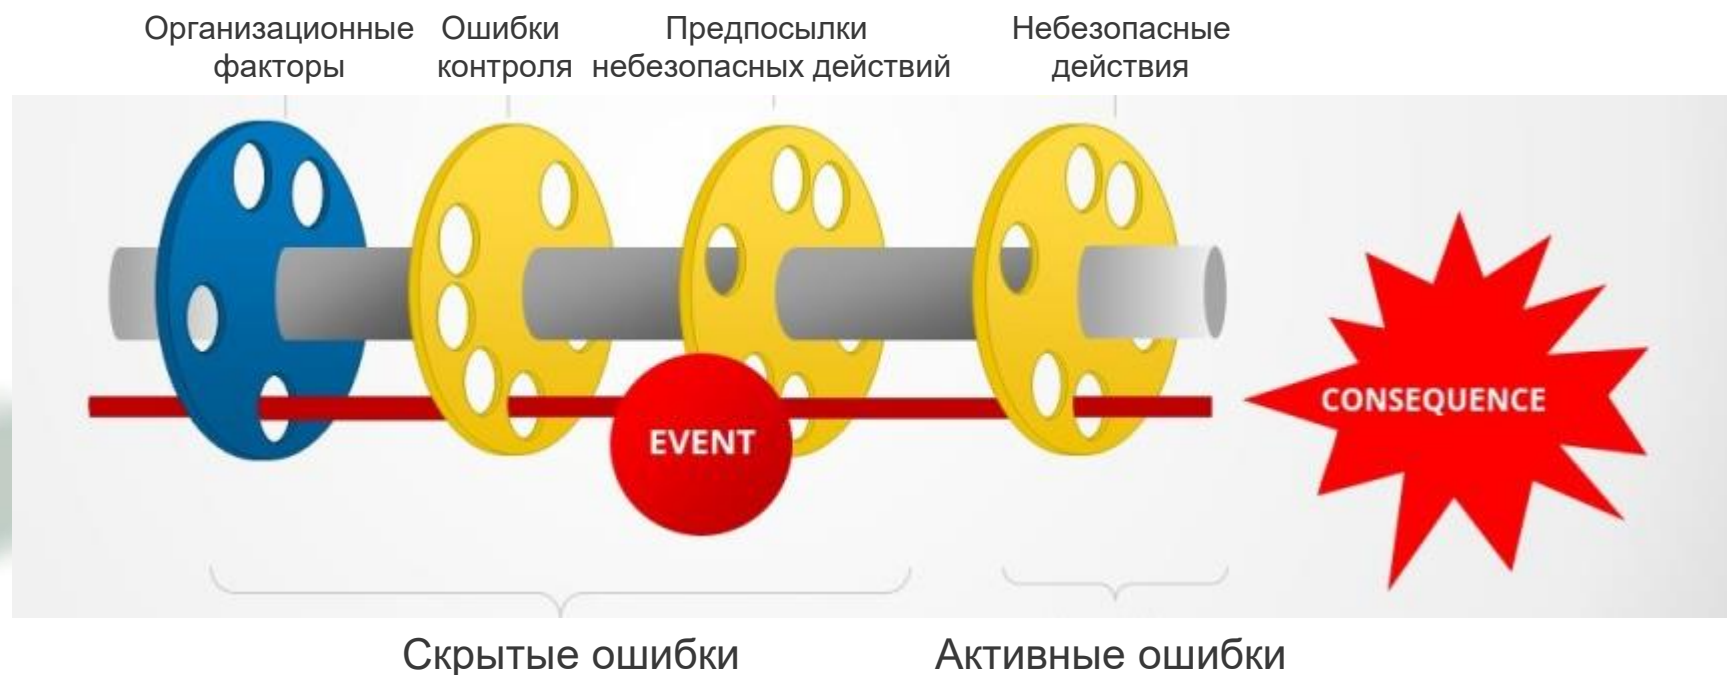 Организационные
факторы
Ошибки
контроля
Предпосылки
небезопасных действий
Небезопасные
действия
EVENT
CONSEQUENCE
Скрытые ошибки
Активные ошибки